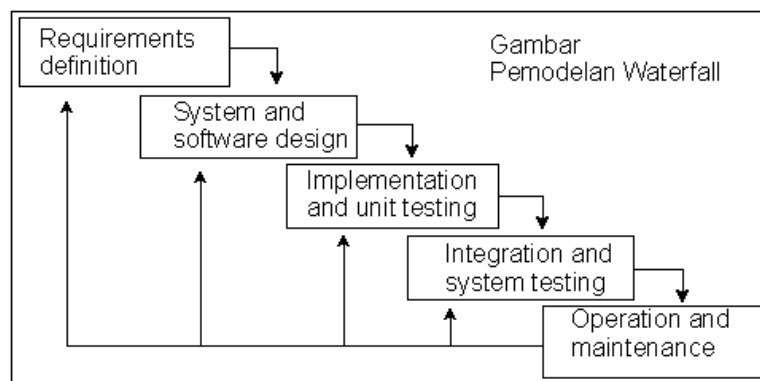 Requirements
definition
Gambar
Pemodelan Waterfall
System and
software design
Implementation
and unit testing
Integration and
system testing
Operation and
maintenance